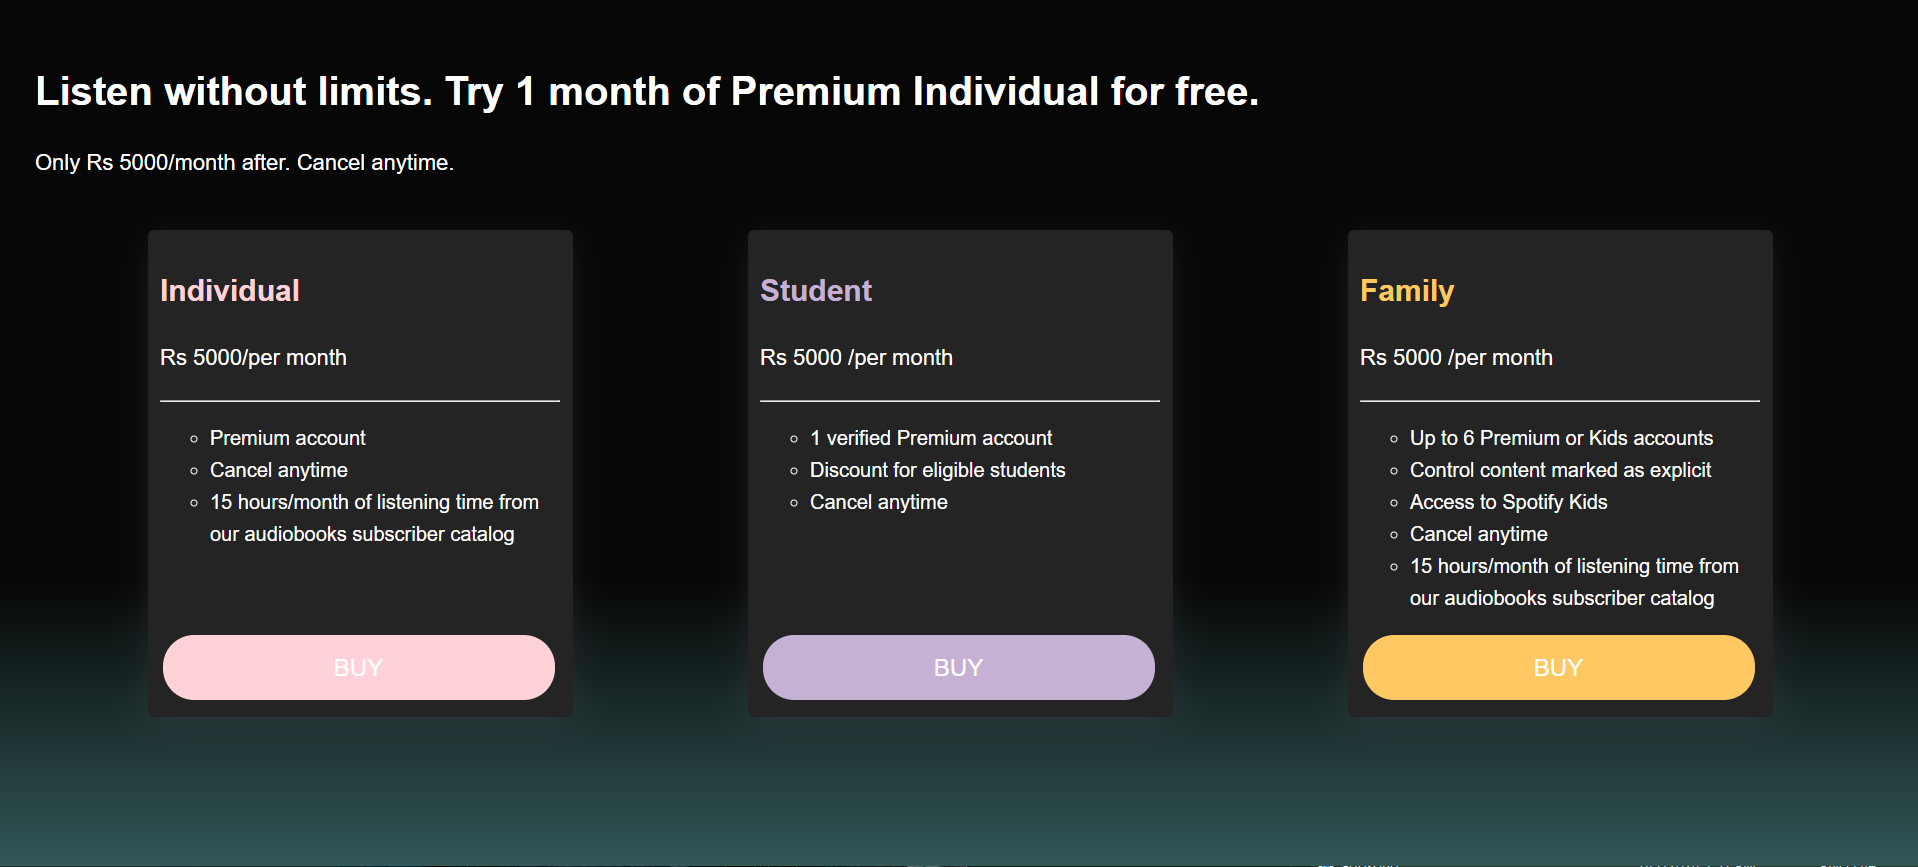 Listen without limits. Try 1 month of Premium Individual for free.
Only Rs 5000/month after. Cancel anytime.
Individual
Rs 5000/per month
Premium account
Cancel anytime
15 hours/month of listening time from
our audiobooks subscriber catalog
BUY
Student
Rs 5000 /per month
1 verified Premium account
Discount for eligible students
Cancel anytime
BUY
Family
Rs 5000 /per month
Up to 6 Premium or Kids accounts
Control content marked as explicit
Access to Spotify Kids
Cancel anytime
15 hours/month of listening time from
our audiobooks subscriber catalog
BUY